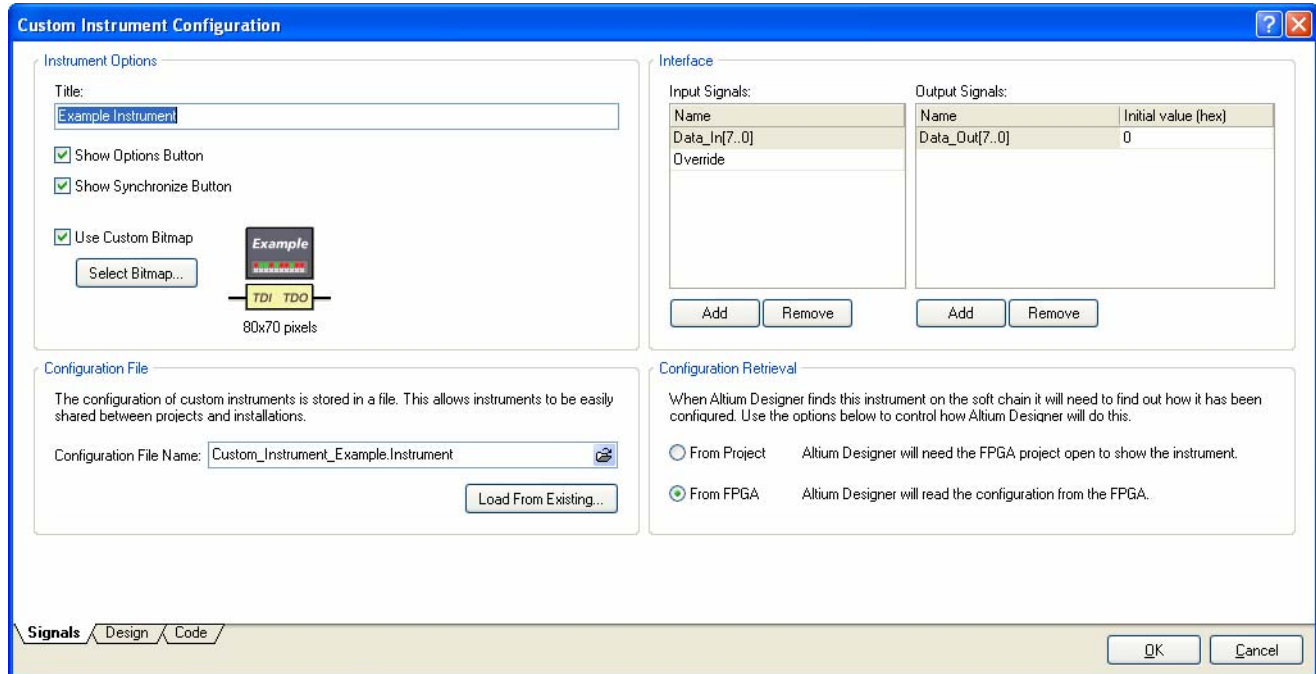 Custom Instrument Configuration
Instrument Options
Title:
Example Instrument
Show Options Button
Show Synchronize Button
Use Custom Bitmap
Select Bitmap...
Example
TDI TDO
80x70 pixels
Interface
Input Signals:
Name
Data_In[7..0]
Override
Add Remove
Output Signals:
Name Initial value (hex)
Data_Out[7..0] 0
Add Remove
Configuration File
The configuration of custom instruments is stored in a file. This allows instruments to be easily
shared between projects and installations.
Configuration File Name: Custom_Instrument_Example.Instrument
Load From Existing...
Configuration Retrieval
When Altium Designer finds this instrument on the soft chain it will need to find out how it has been
configured. Use the options below to control how Altium Designer will do this.
From Project Altium Designer will need the FPGA project open to show the instrument.
From FPGA Altium Designer will read the configuration from the FPGA.
Signals Design Code
OK Cancel